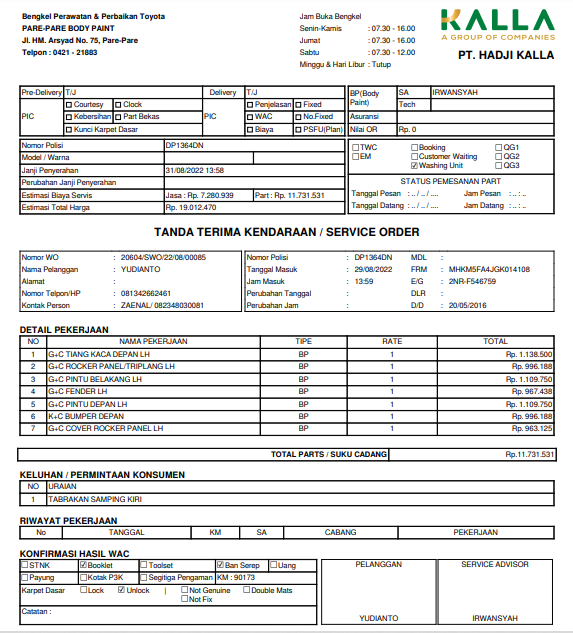 Bengkel Perawatan & Perbaikan Toyota
PARE-PARE BODY PAINT
Jl. HM. Arsyad No. 75, Pare-Pare
Telpon : 0421 - 21883
Jam Buka Bengkel
Senin-Kamis : 07.30 - 16.00
Jumat : 07.30 - 16.00
Sabtu : 07.30 - 12.00
Minggu & Hari Libur : Tutup
KALLA
A GROUP OF COMPANIES
PT. HADJI KALLA
Pre-Delivery T/J Delivery T/J
PIC Courtesy Clock PIC Penjelasan Fixed
Kebersihan Part Bekas WAC No.Fixed
Kunci Karpet Dasar Biaya PSFU(Plan)
BP(Body Paint) SA IRWANSYAH
Tech
Asuransi
Nilai OR Rp. 0
Nomor Polisi DP1364DN
Model / Warna
Janji Penyerahan 31/08/2022 13:58
Perubahan Janji Penyerahan
Estimasi Biaya Servis Jasa : Rp. 7.280.939 Part : Rp. 11.731.531
Estimasi Total Harga Rp. 19.012.470
TWC Booking QG1
EM Customer Waiting QG2
Washing Unit QG3
STATUS PEMESANAN PART
Tanggal Pesan : .. / .. / .... Jam Pesan : .. : ..
Tanggal Datang : .. / .. / .... Jam Datang : .. : ..
TANDA TERIMA KENDARAAN / SERVICE ORDER
Nomor WO : 20604/SWO/22/08/00085
Nama Pelanggan : YUDIANTO
Alamat :
Nomor Telpon/HP : 081342662461
Kontak Person : ZAENAL/ 082348030081
Nomor Polisi : DP1364DN MDL :
Tanggal Masuk : 29/08/2022 FRM : MHKM5FA4JGK014108
Jam Masuk : 13:59 E/G : 2NR-F546759
Perubahan Tanggal : DLR :
Perubahan Jam : D/D : 20/05/2016
DETAIL PEKERJAAN
NO NAMA PEKERJAAN TIPE RATE TOTAL
1 G+C TIANG KACA DEPAN LH BP 1 Rp. 1.138.500
2 G+C ROCKER PANEL/TRIPLANG LH BP 1 Rp. 996.188
3 G+C PINTU BELAKANG LH BP 1 Rp. 1.109.750
4 G+C FENDER LH BP 1 Rp. 967.438
5 G+C PINTU DEPAN LH BP 1 Rp. 1.109.750
6 K+C BUMPER DEPAN BP 1 Rp. 996.188
7 G+C COVER ROCKER PANEL LH BP 1 Rp. 963.125
TOTAL PARTS / SUKU CADANG Rp.11.731.531
KELUHAN / PERMINTAAN KONSUMEN
NO URAIAN
1 TABRAKAN SAMPING KIRI
RIWAYAT PEKERJAAN
No TANGGAL KM SA CABANG PEKERJAAN
KONFIRMASI HASIL WAC
STNK Booklet Toolset Ban Serep Uang
Payung Kotak P3K Segitiga Pengaman KM : 90173
Karpet Dasar Lock Unlock | Not Genuine Double Mats
Not Fix
Catatan :
PELANGGAN
YUDIANTO
SERVICE ADVISOR
IRWANSYAH